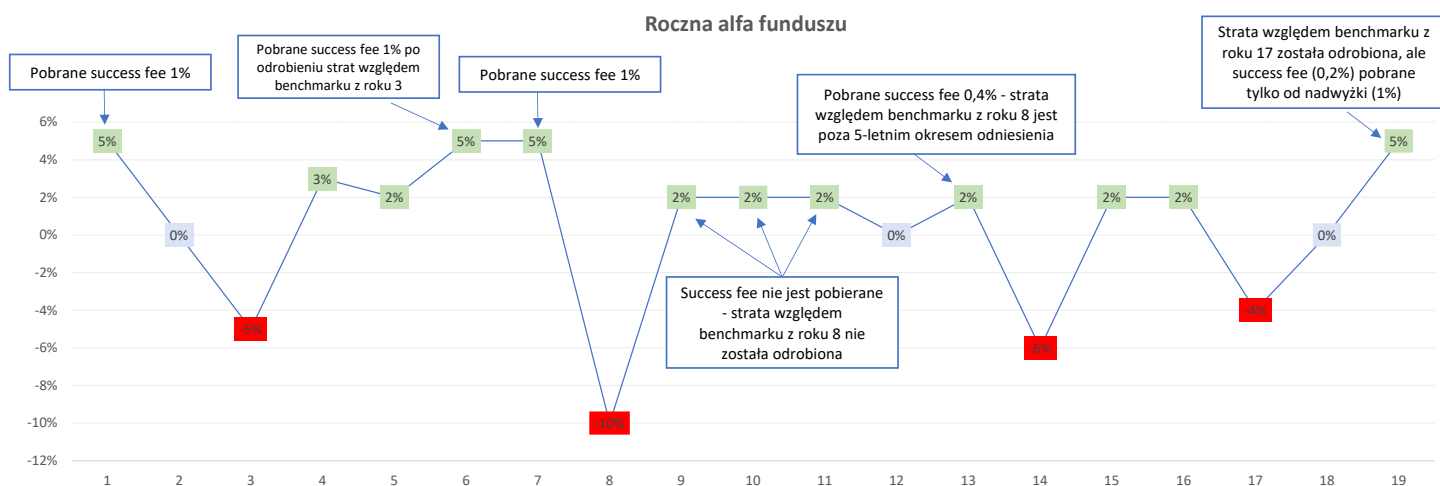 Roczna alfa funduszu
Pobrane success fee 1%
Pobrane success fee 1% po
odrobieniu strat względem
benchmarku z roku 3
Pobrane success fee 1%
Pobrane success fee 0,4% - strata
względem benchmarku z roku 8 jest
poza 5-letnim okresem odniesienia
Strata względem benchmarku z
roku 17 została odrobiona, ale
success fee (0,2%) pobrane
tylko od nadwyżki (1%)
Success fee nie jest pobierane
- strata względem
benchmarku z roku 8 nie
została odrobiona
6%
4%
2%
0%
-2%
-4%
-6%
-8%
-10%
-12%
5%
0%
-5%
3%
2%
5%
5%
-10%
2%
2%
2%
0%
2%
-6%
2%
2%
-4%
0%
5%
1 2 3 4 5 6 7 8 9 10 11 12 13 14 15 16 17 18 19